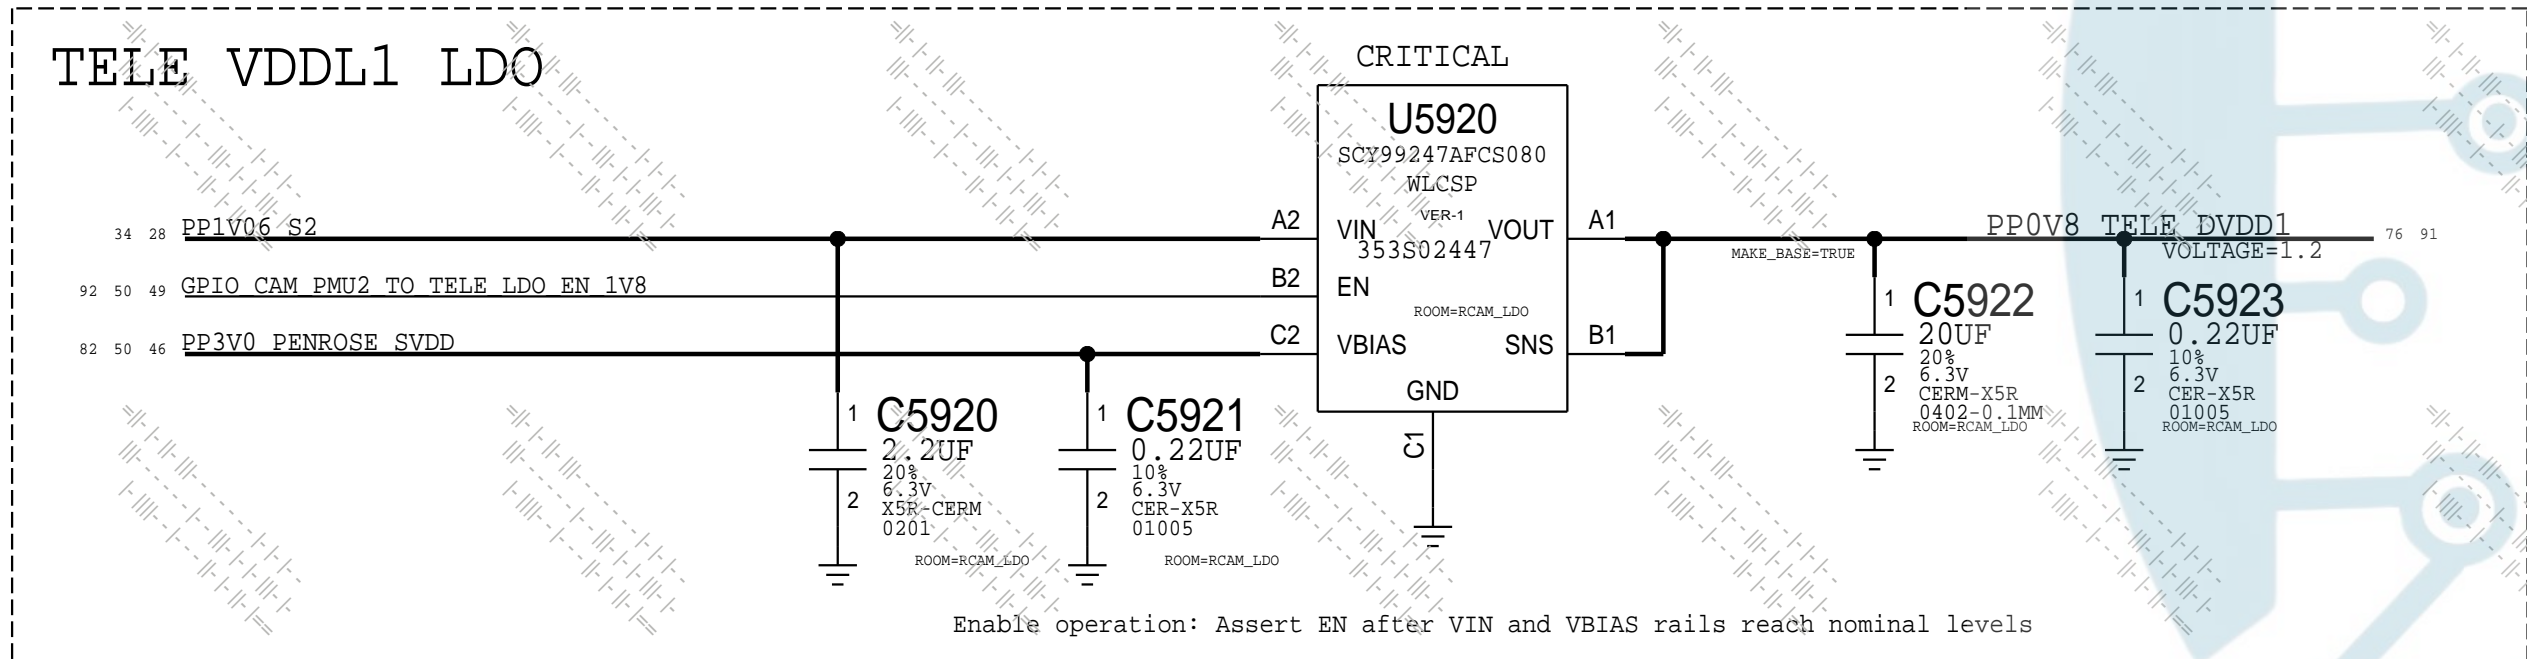 TELE VDDL1 LDO
CRITICAL
U5920
SCY99247AFCS080
WLCSP
VER-1
34 28 PP1V06_S2
A2 VIN VOUT A1
353S02447
PP0V8_TELE_DVDD1 76 91
MAKE_BASE=TRUE VOLTAGE=1.2
92 50 49 GPIO_CAM_PMU2_TO_TELE_LDO_EN_1V8
B2 EN
ROOM=RCAM_LDO
82 50 46 PP3V0_PENROSE_SVDD
C2 VBIAS SNS B1
GND
C1
1 C5922
20UF
20%
6.3V
2 CERM-X5R
0402-0.1MM
ROOM=RCAM_LDO
1 C5923
0.22UF
10%
6.3V
2 CER-X5R
01005
ROOM=RCAM_LDO
1 C5920
2.2UF
20%
6.3V
2 X5R-CERM
0201
ROOM=RCAM_LDO
1 C5921
0.22UF
10%
6.3V
2 CER-X5R
01005
ROOM=RCAM_LDO
Enable operation: Assert EN after VIN and VBIAS rails reach nominal levels